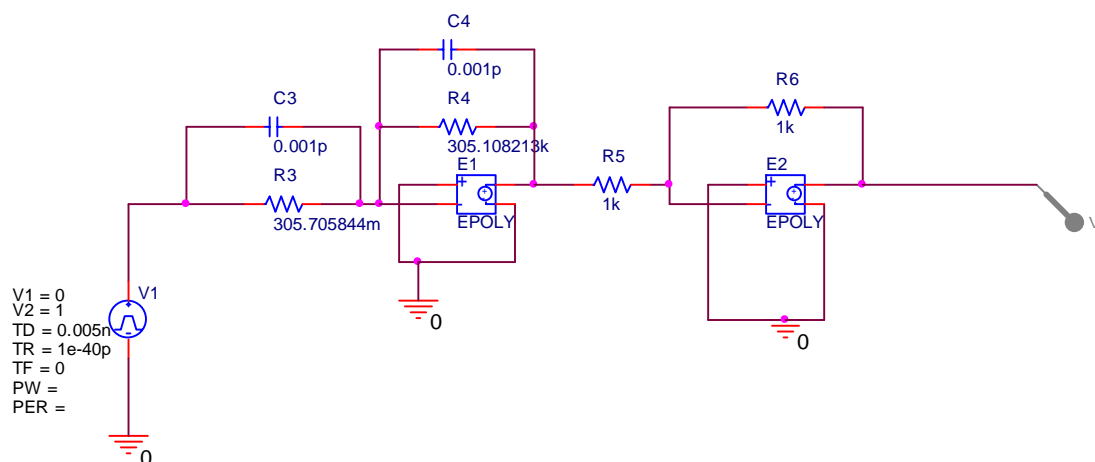 C4
0.001p
R4
305.108213k
C3
0.001p
R3
305.705844m
E1
+
-
+
-
EPOLY
R5
1k
R6
1k
E2
+
-
+
-
EPOLY
V
0
0
V1 = 0
V2 = 1
TD = 0.005n
TR = 1e-40p
TF = 0
PW =
PER =
V1
0